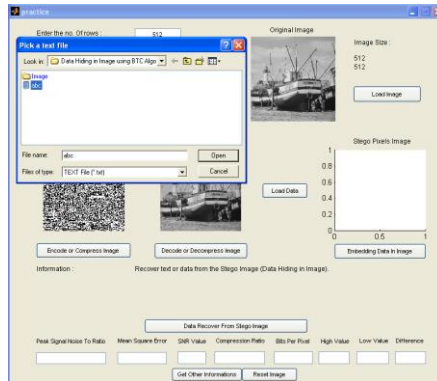 practice
Enter the no. Of rows :
512
Original Image
Image Size :
512
512
Load Image
Pick a text file
Look in:
Data Hiding in Image using BTC Algo
Image
abc
File name:
abc
Open
Files of type:
TEXT File (*.txt)
Cancel
Stego Pixels Image
1
0.8
0.6
0.4
0.2
0
0
0.5
1
Load Data
Encode or Compress Image
Decode or Decompress Image
Embedding Data In Image
Information :
Recover text or data from the Stego Image (Data Hiding in Image).
Data Recover From Stego Image
Peak Signal Noise To Ratio
Mean Square Error
SNR Value
Compression Ratio
Bits Per Pixel
High Value
Low Value
Difference
Get Other Informations
Reset Image